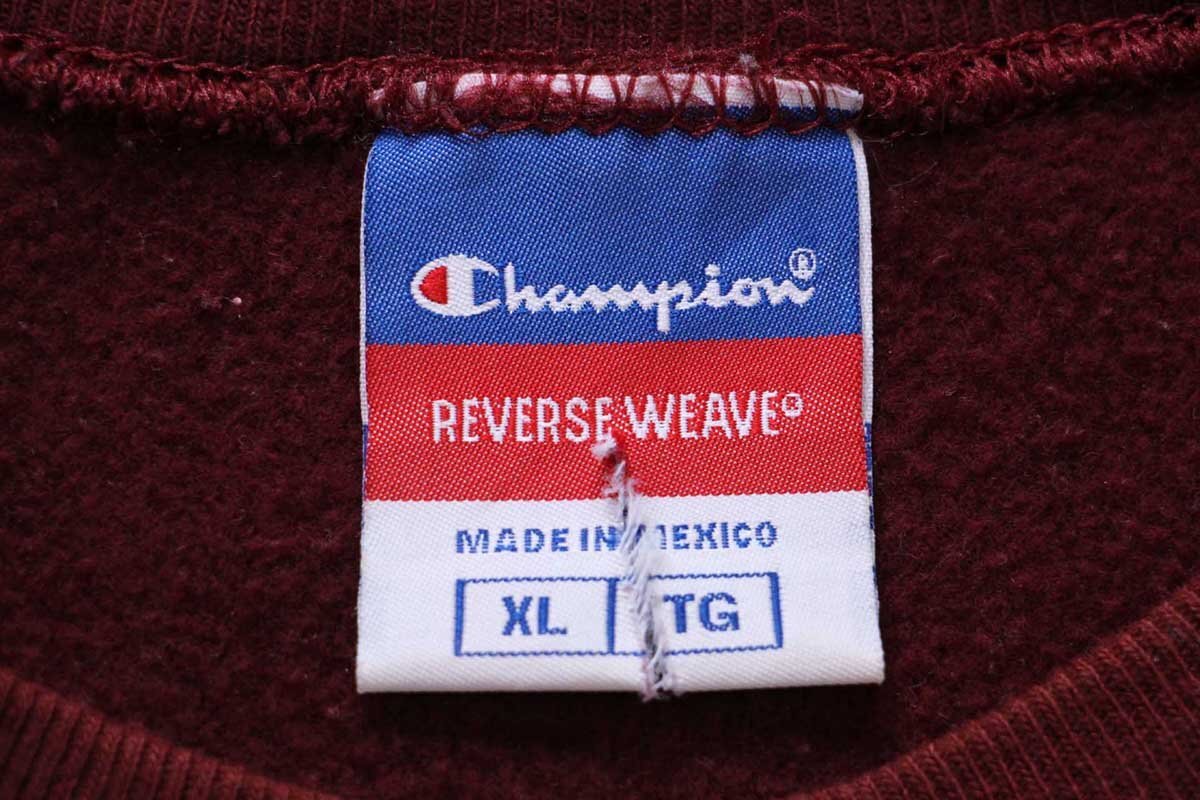 Champion®
REVERSE WEAVE®
MADE IN MEXICO
XL TG